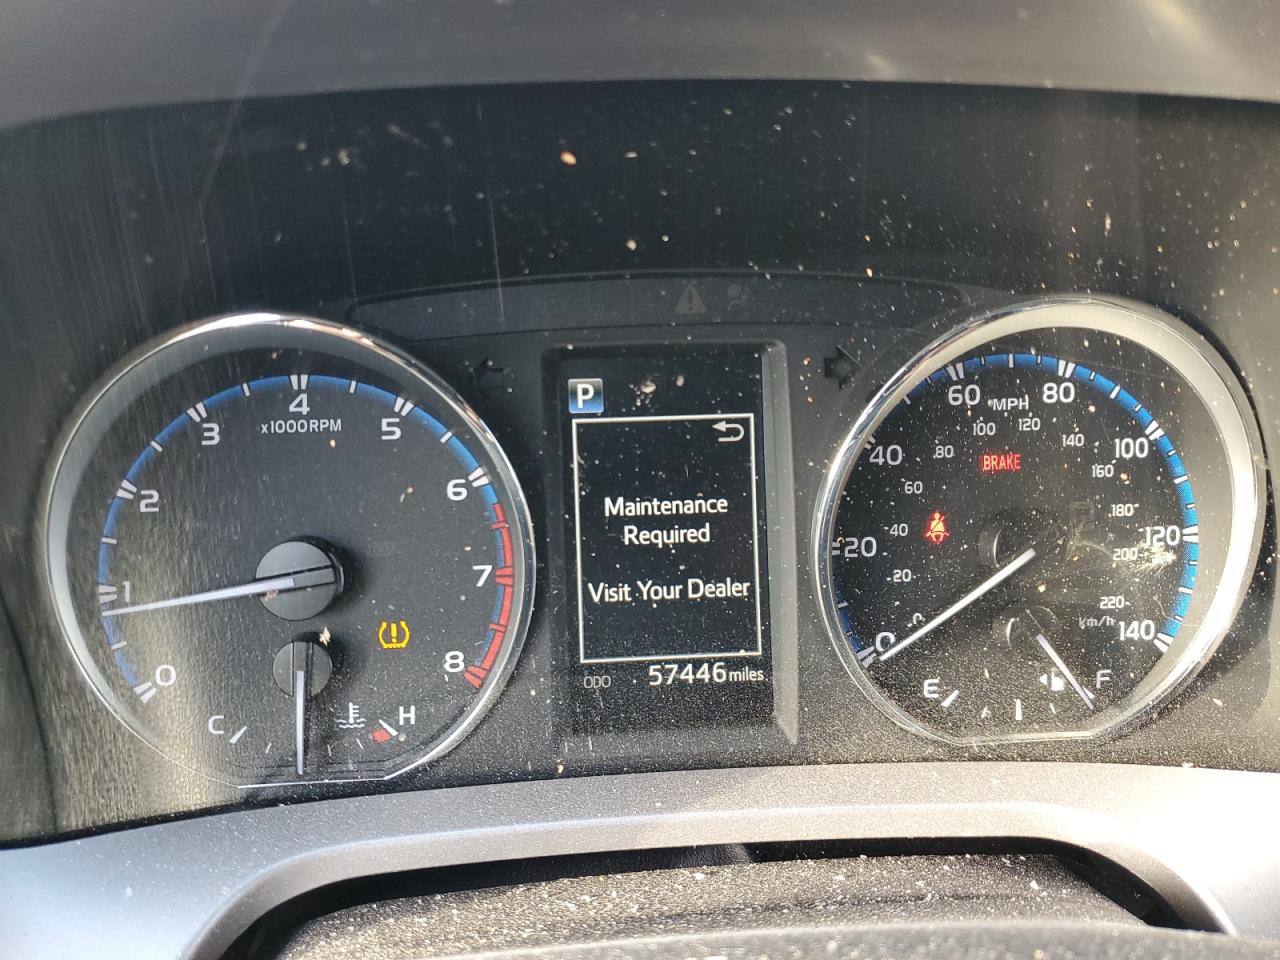 4
3
x1000RPM
5
2
6
1
7
0
8
C
H
P
Maintenance
Required
Visit Your Dealer
ODO 57446 miles
60 MPH 80
100 120
40 80 BRAKE 140 100
60 160
40 180
20 120
20 200
0 0 220
km/h 140
E F